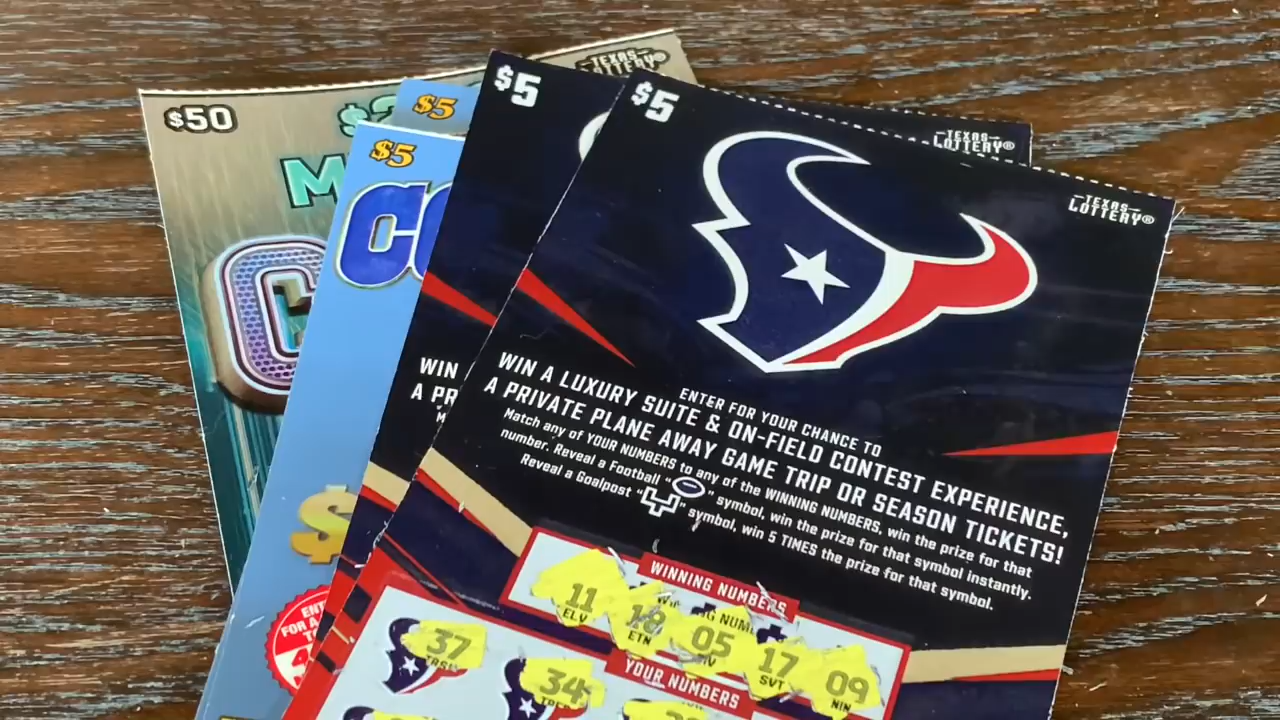 $50
TEXAS
LOTTERY®
M
C
$5
$5
CO
$
$5
WIN
A PR
$5
TEXAS
LOTTERY®
TEXAS
LOTTERY®
ENTER FOR YOUR CHANCE TO
WIN A LUXURY SUITE & ON-FIELD CONTEST EXPERIENCE,
A PRIVATE PLANE AWAY GAME TRIP OR SEASON TICKETS!
Match any of YOUR NUMBERS to any of the WINNING NUMBERS, win the prize for that
number. Reveal a Football " " symbol, win the prize for that symbol instantly.
Reveal a Goalpost " " symbol, win 5 TIMES the prize for that symbol.
WINNING NUMBERS
11 18 05 17 09
ELV ETN FIV SVT NIN
YOUR NUMBERS
37
34